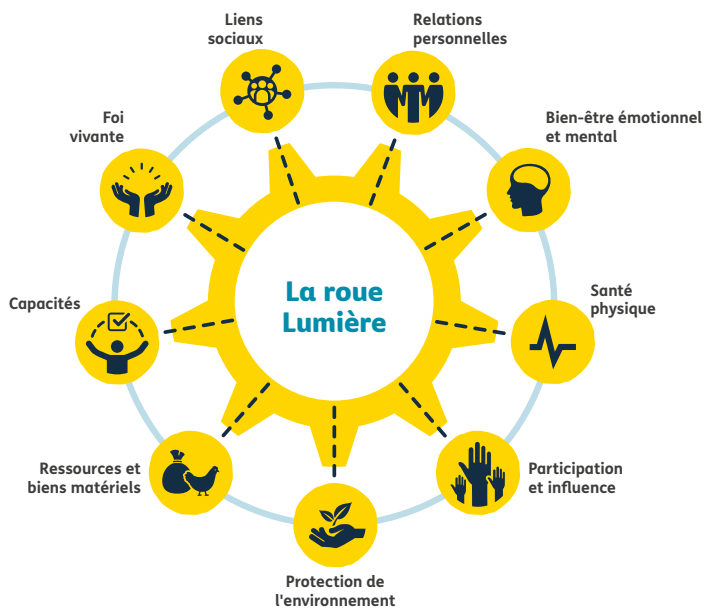 Liens
sociaux
Relations
personnelles
Foi
vivante
Bien-être émotionnel
et mental
Capacités
La roue
Lumière
Santé
physique
Ressources et
biens matériels
Participation
et influence
Protection de
l'environnement